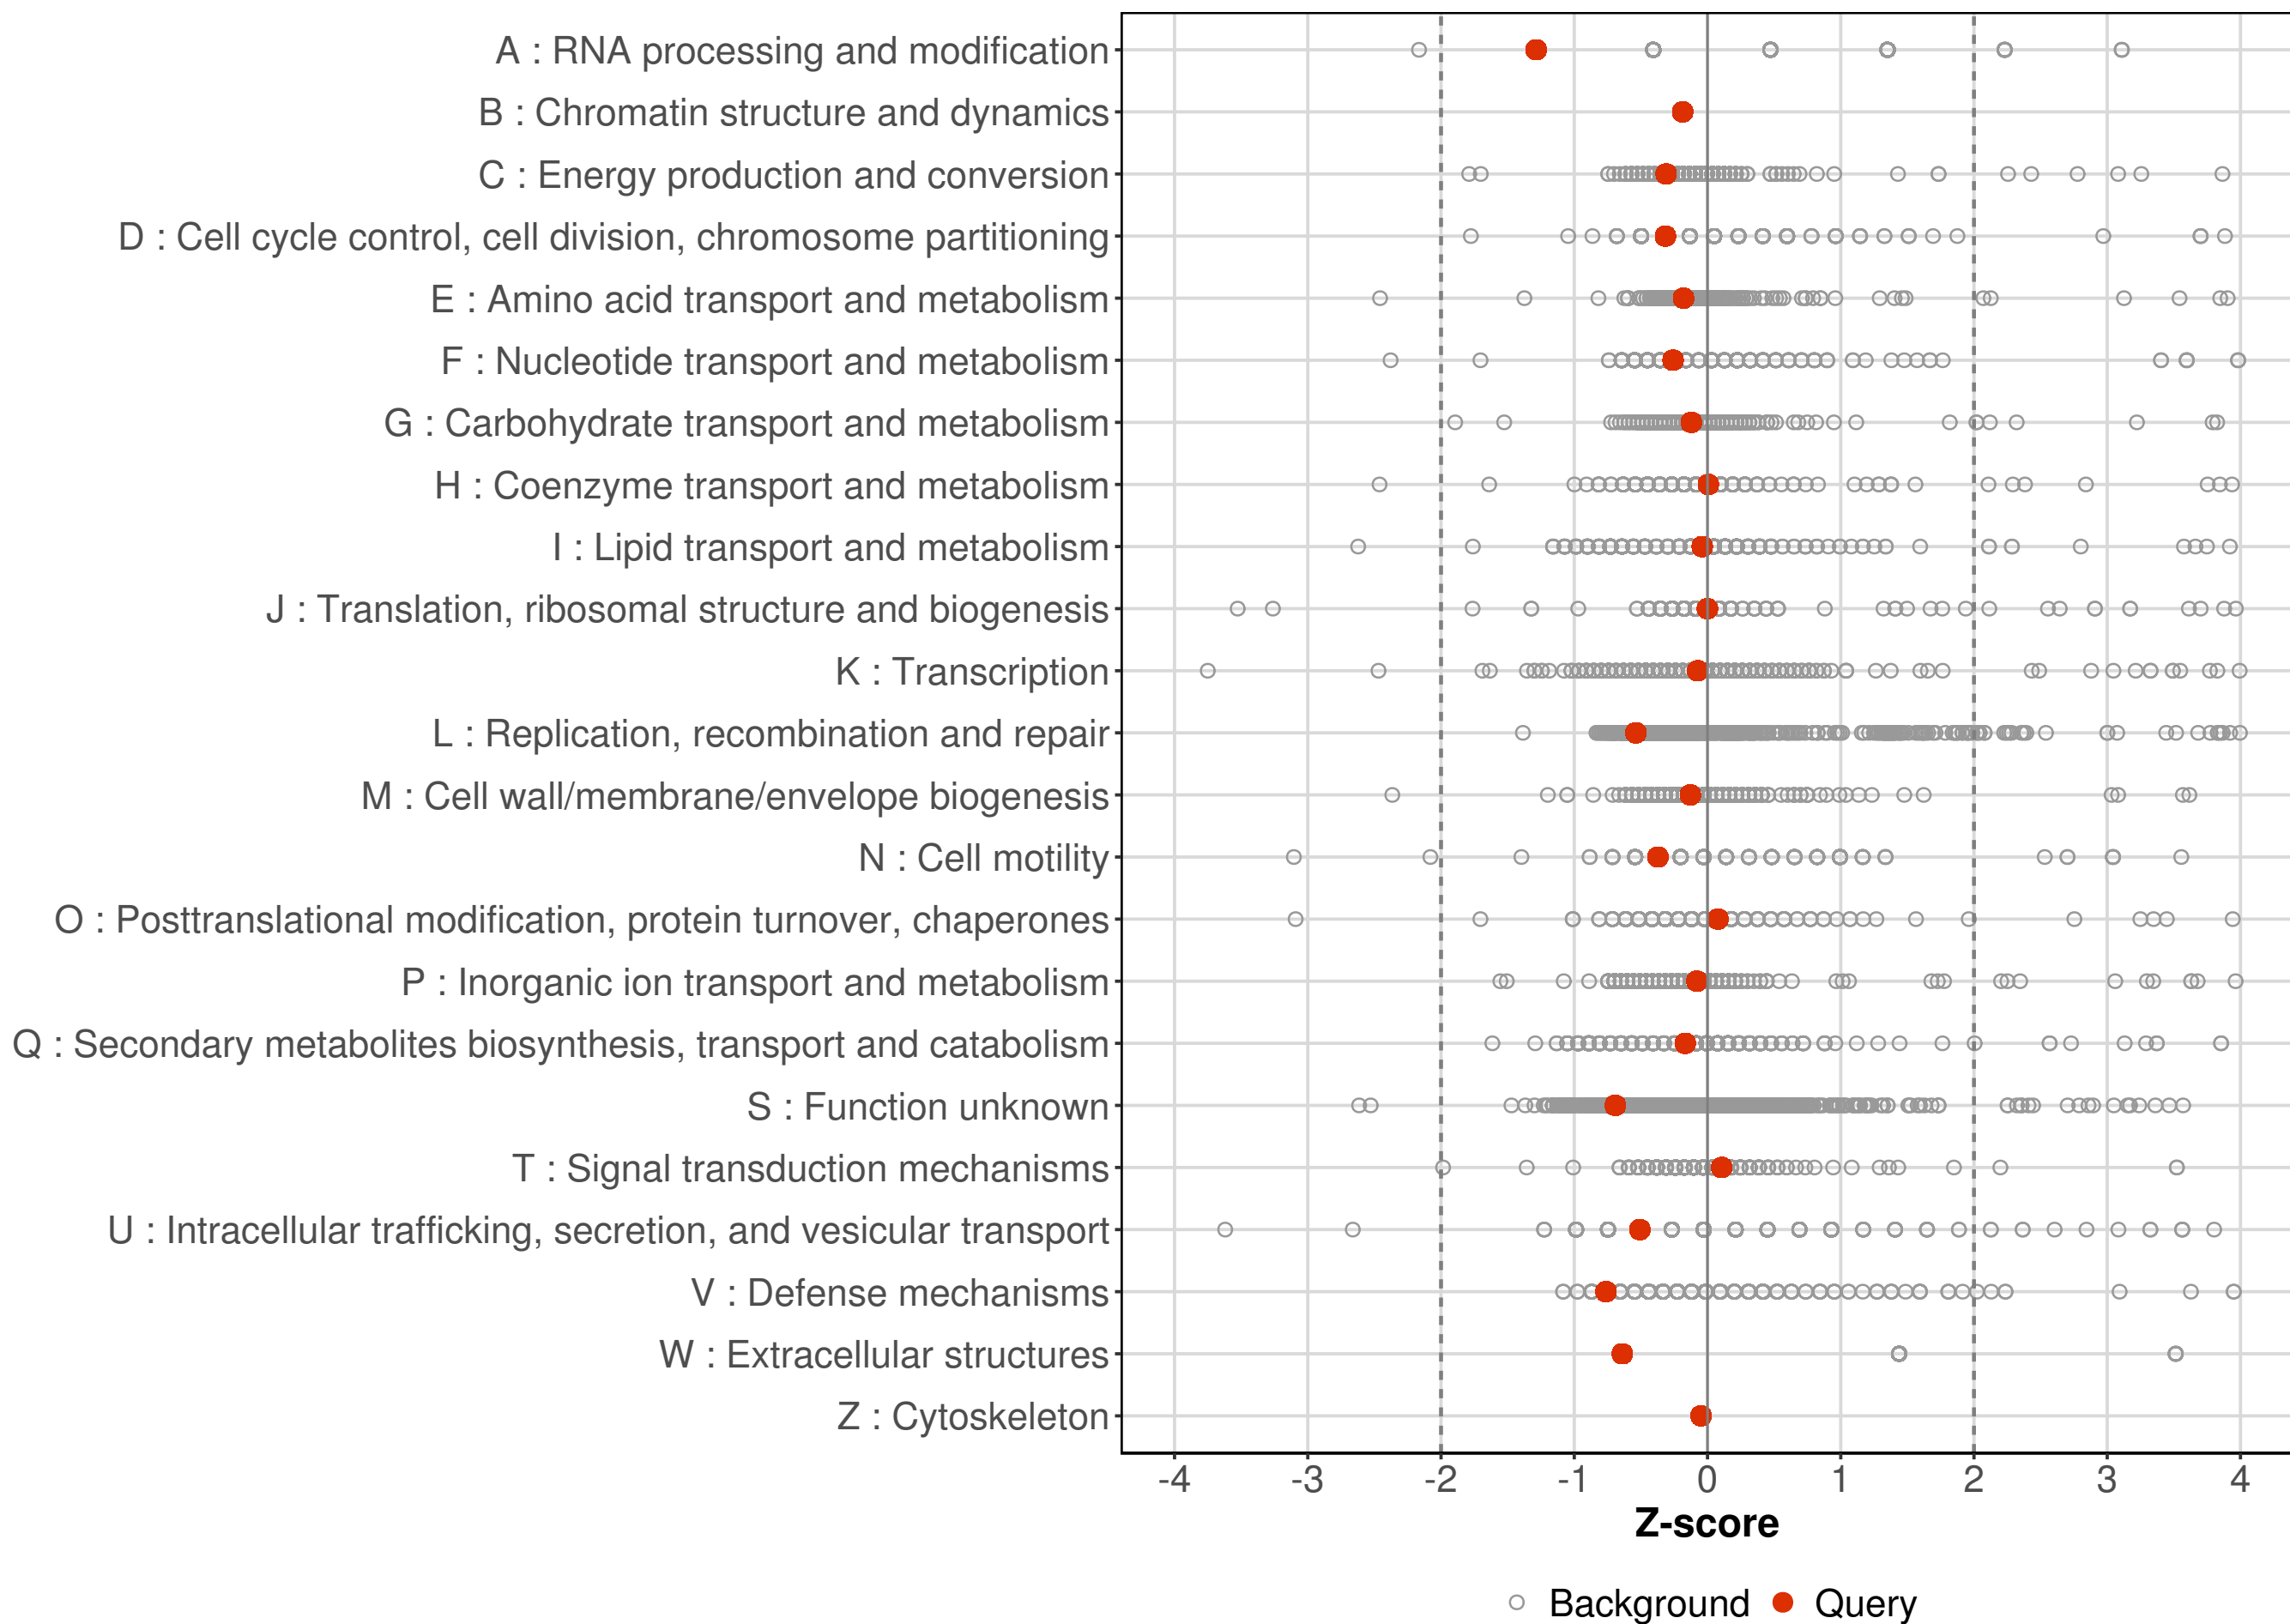 A : RNA processing and modification
B : Chromatin structure and dynamics
C : Energy production and conversion
D : Cell cycle control, cell division, chromosome partitioning
E : Amino acid transport and metabolism
F : Nucleotide transport and metabolism
G : Carbohydrate transport and metabolism
H : Coenzyme transport and metabolism
I : Lipid transport and metabolism
J : Translation, ribosomal structure and biogenesis
K : Transcription
L : Replication, recombination and repair
M : Cell wall/membrane/envelope biogenesis
N : Cell motility
O : Posttranslational modification, protein turnover, chaperones
P : Inorganic ion transport and metabolism
Q : Secondary metabolites biosynthesis, transport and catabolism
S : Function unknown
T : Signal transduction mechanisms
U : Intracellular trafficking, secretion, and vesicular transport
V : Defense mechanisms
W : Extracellular structures
Z : Cytoskeleton
-4 -3 -2 -1 0 1 2 3 4
Z-score
Background Query